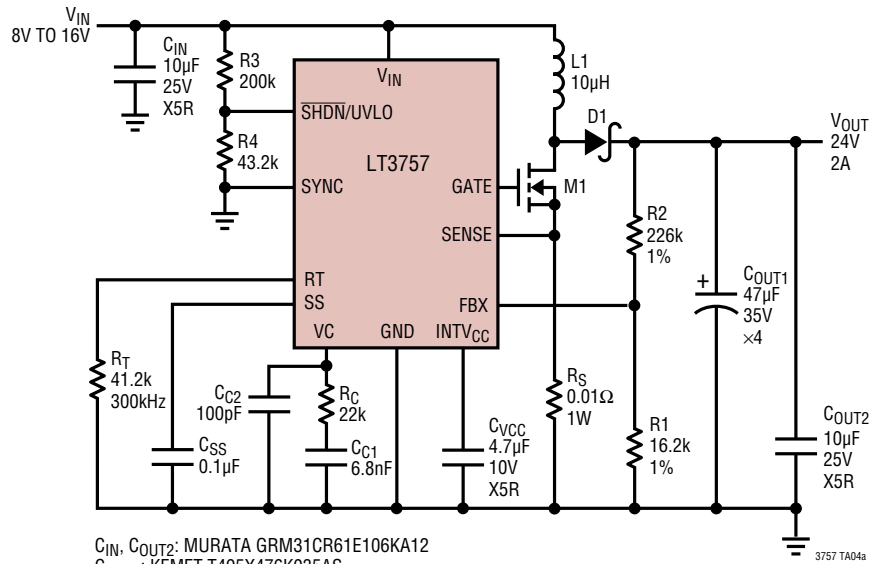 VIN
8V TO 16V
CIN
10µF
25V
X5R
R3
200k
R4
43.2k
VIN
SHDN/UVLO
LT3757
SYNC
GATE
SENSE
RT
SS
FBX
VC
GND
INTVCC
L1
10µH
D1
M1
VOUT
24V
2A
R2
226k
1%
+
COUT1
47µF
35V
×4
RT
41.2k
300kHz
CSS
0.1µF
CC2
100pF
RC
22k
CC1
6.8nF
CVCC
4.7µF
10V
X5R
RS
0.01Ω
1W
R1
16.2k
1%
COUT2
10µF
25V
X5R
CIN, COUT2: MURATA GRM31CR61E106KA12
3757 TA04a